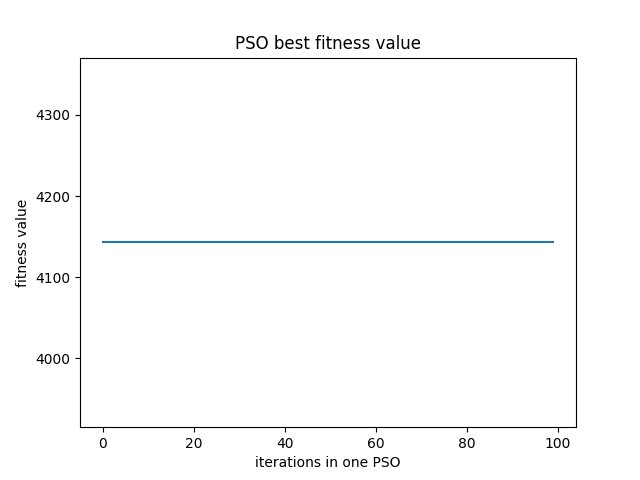 PSO best fitness value
4300
4200
4100
4000
fitness value
0 20 40 60 80 100
iterations in one PSO